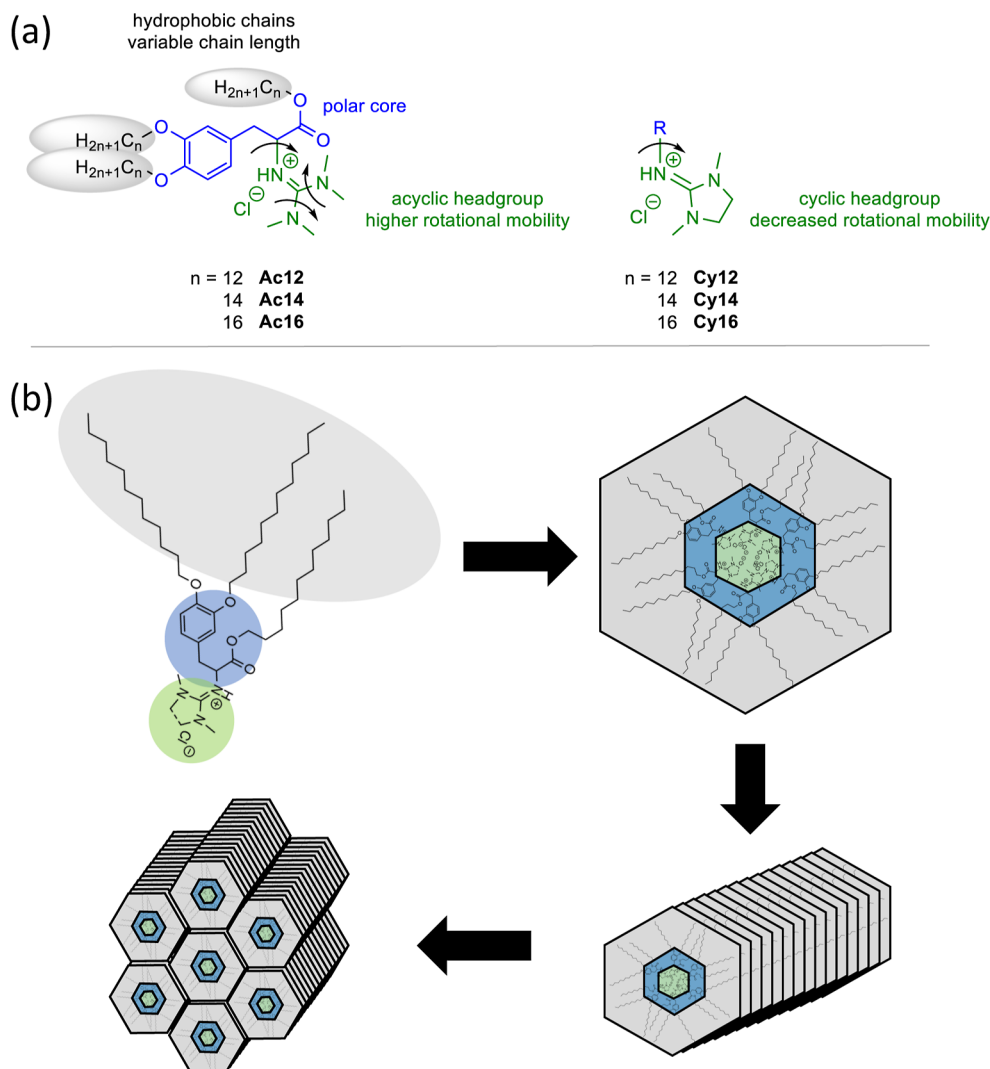 (a)
hydrophobic chains
variable chain length
H2n+1Cn
O
polar core
O
H2n+1Cn
O
H2n+1Cn
O
HN
+
N
Cl
−
N
acyclic headgroup
higher rotational mobility
R
HN
+
N
Cl
−
N
cyclic headgroup
decreased rotational mobility
n = 12 Ac12
14 Ac14
16 Ac16
n = 12 Cy12
14 Cy14
16 Cy16
(b)
O
O
O
O
N
N
H
+
N
Cl
−